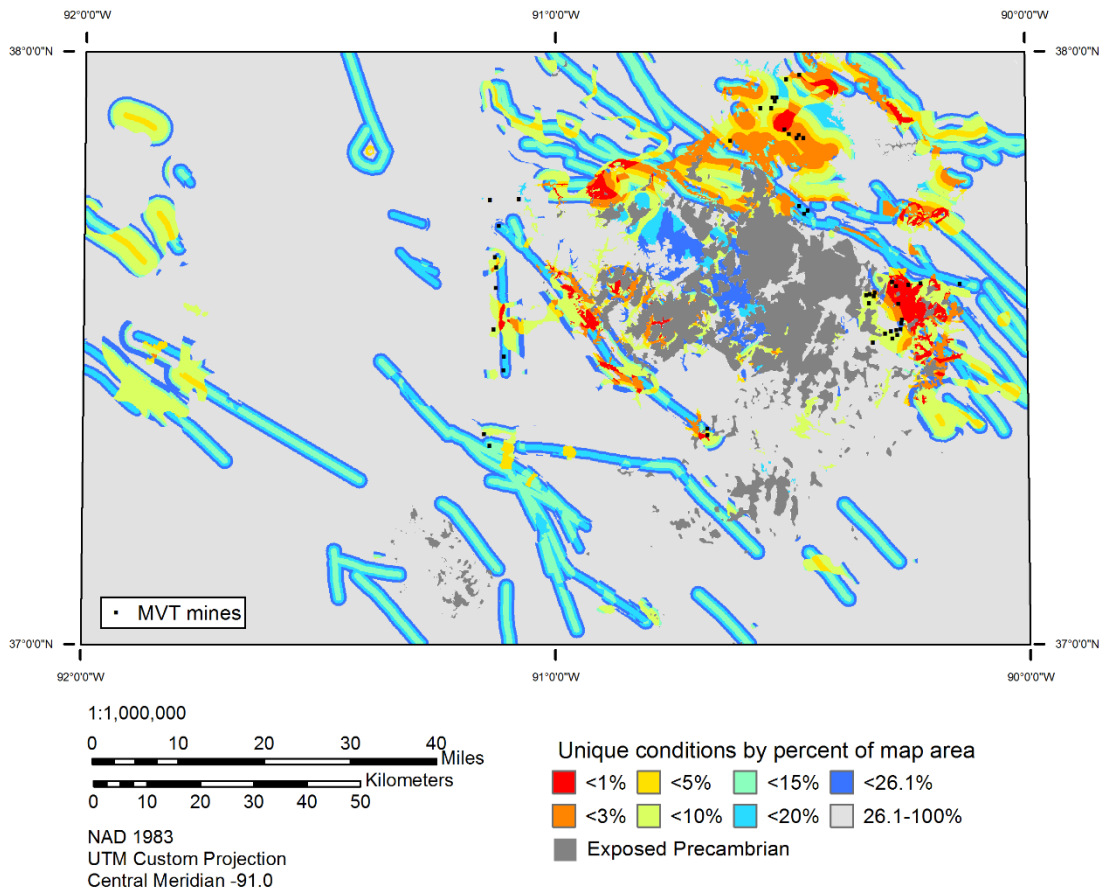 92°0'0"W 91°0'0"W 90°0'0"W
38°0'0"N 38°0'0"N
MVT mines
37°0'0"N 37°0'0"N
92°0'0"W 91°0'0"W 90°0'0"W
1:1,000,000
0 10 20 30 40 Miles
Kilometers
0 10 20 30 40 50
NAD 1983
UTM Custom Projection
Central Meridian -91.0
Unique conditions by percent of map area
<1% <5% <15% <26.1%
<3% <10% <20% 26.1-100%
Exposed Precambrian